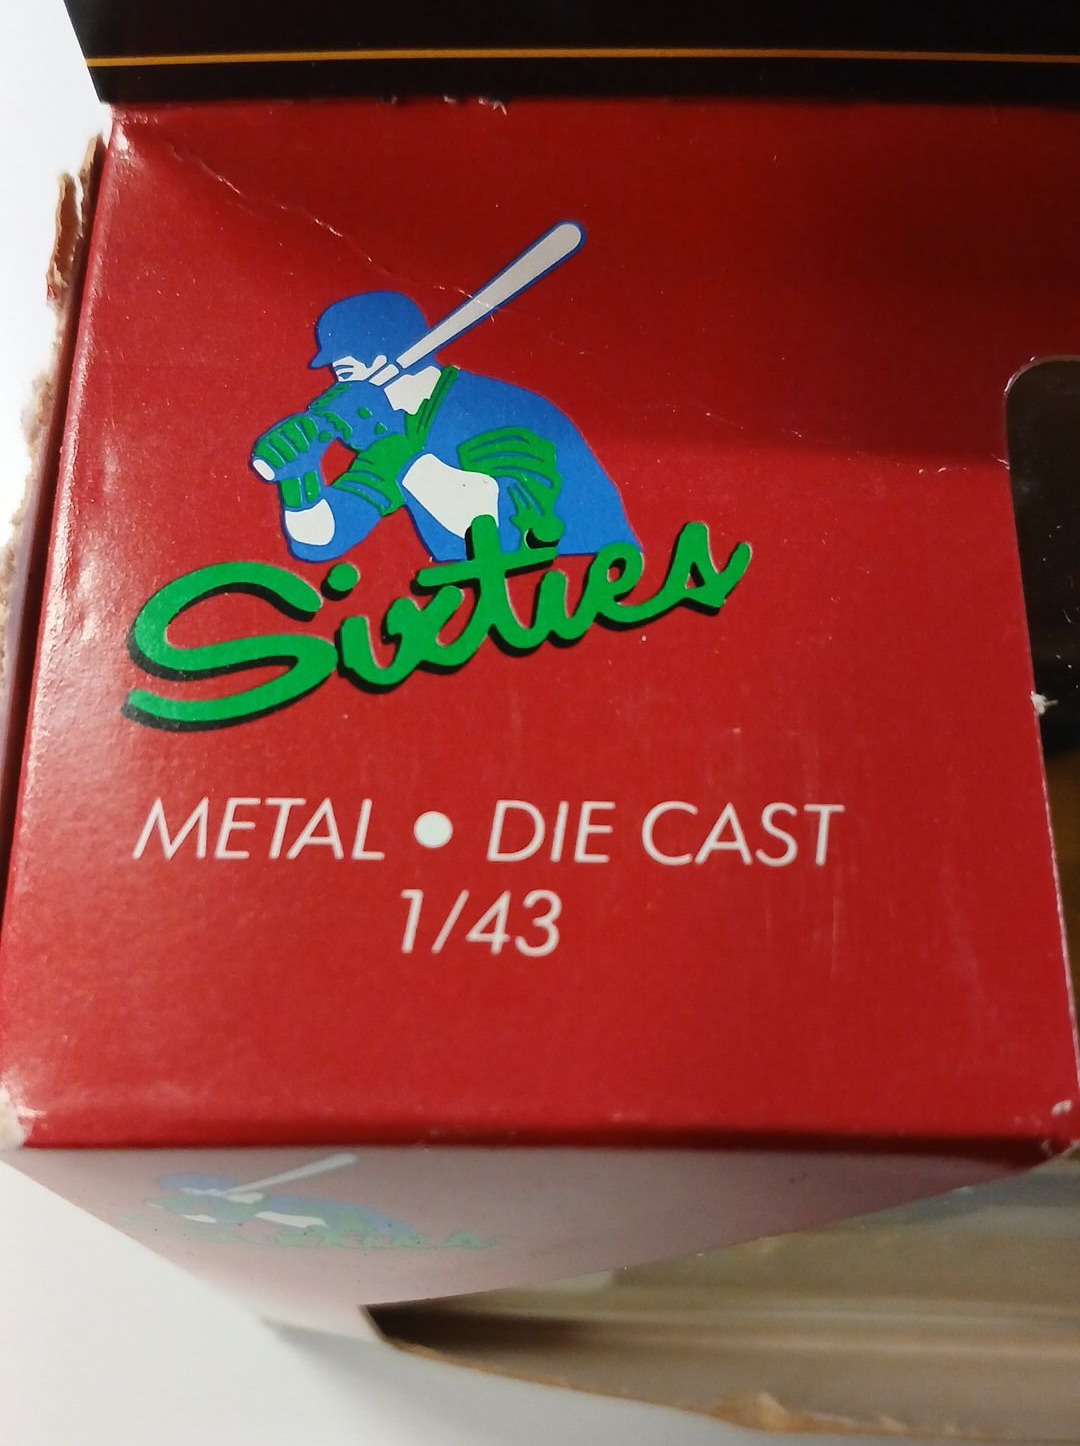 Sixties
METAL • DIE CAST
1/43